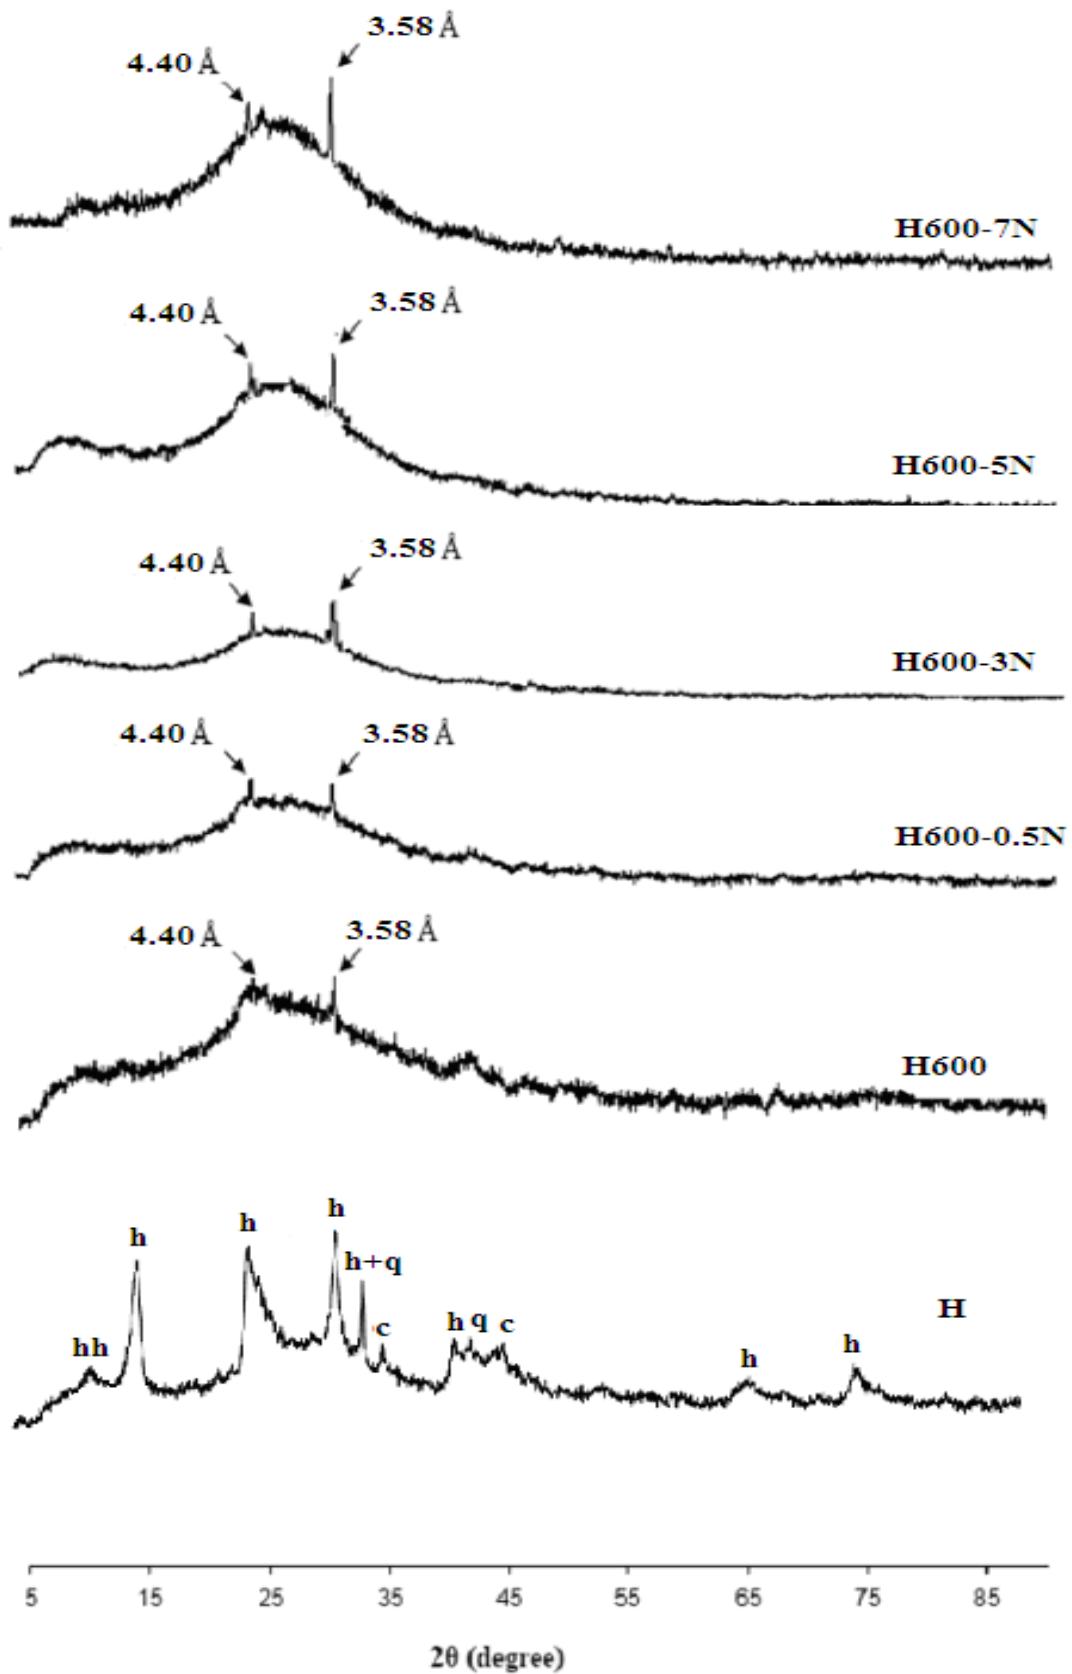 3.58 Å
4.40 Å
H600-7N
3.58 Å
4.40 Å
H600-5N
3.58 Å
4.40 Å
H600-3N
4.40 Å 3.58 Å
H600-0.5N
4.40 Å 3.58 Å
H600
h
h
h
h+q
H
h q c
c
hh
h
h
5 15 25 35 45 55 65 75 85
2θ (degree)